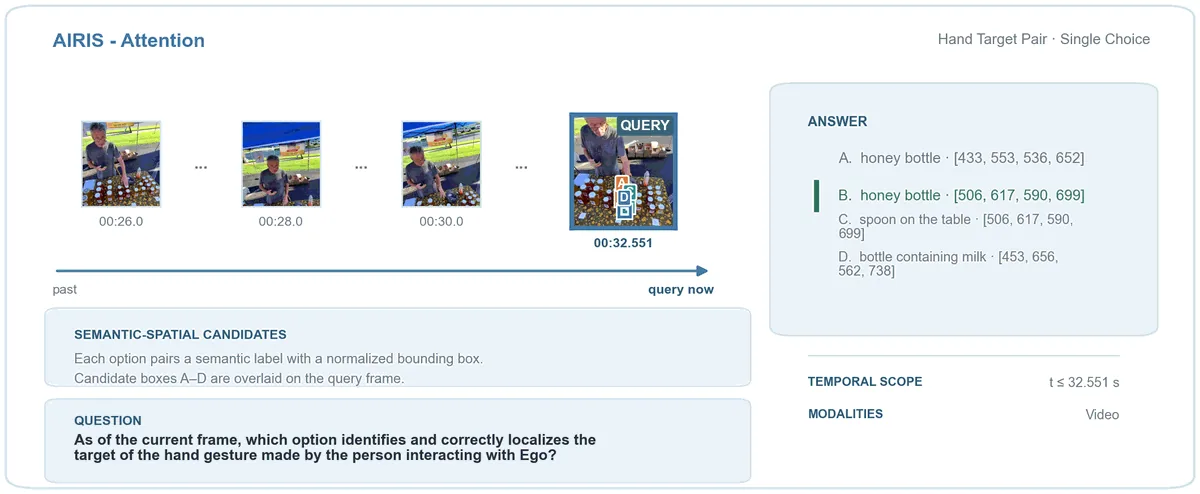 AIRIS - Attention
Hand Target Pair · Single Choice
QUERY
A
D
...
...
...
00:26.0
00:28.0
00:30.0
00:32.551
past
query now
SEMANTIC-SPATIAL CANDIDATES
Each option pairs a semantic label with a normalized bounding box.
Candidate boxes A–D are overlaid on the query frame.
QUESTION
As of the current frame, which option identifies and correctly localizes the
target of the hand gesture made by the person interacting with Ego?
ANSWER
A. honey bottle · [433, 553, 536, 652]
B. honey bottle · [506, 617, 590, 699]
C. spoon on the table · [506, 617, 590,
699]
D. bottle containing milk · [453, 656,
562, 738]
TEMPORAL SCOPE
t ≤ 32.551 s
MODALITIES
Video